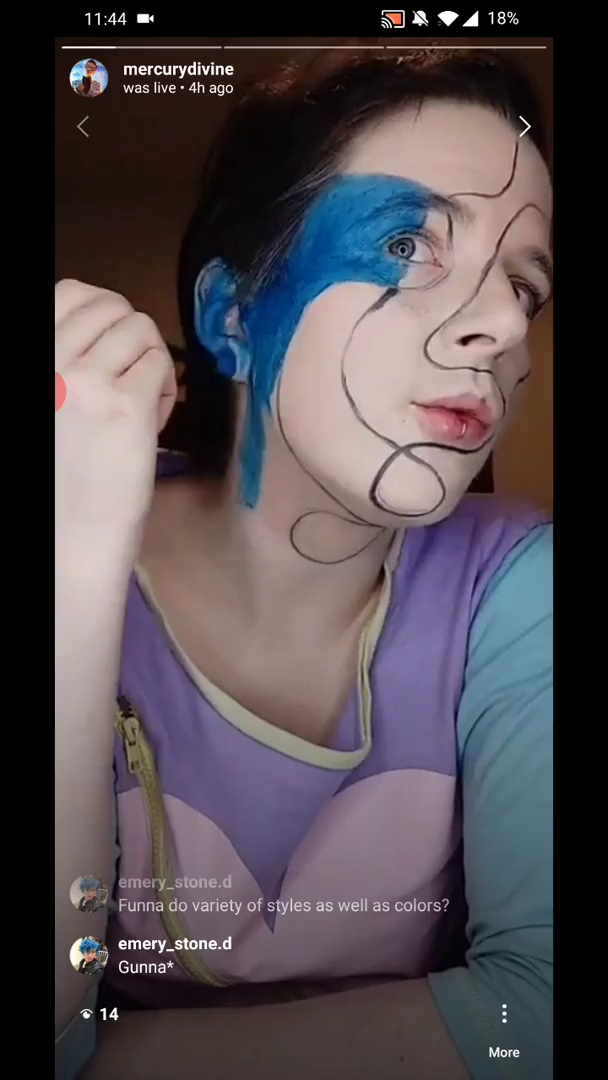 11:44
18%
mercurydivine
was live • 4h ago
emery_stone.d
Funna do variety of styles as well as colors?
emery_stone.d
Gunna*
14
More